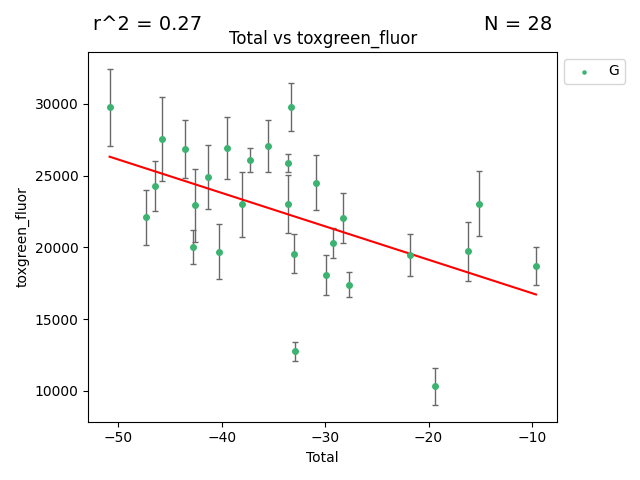 r^2 = 0.27
N = 28
Total vs toxgreen_fluor
G
30000
25000
20000
15000
10000
toxgreen_fluor
−50
−40
−30
−20
−10
Total